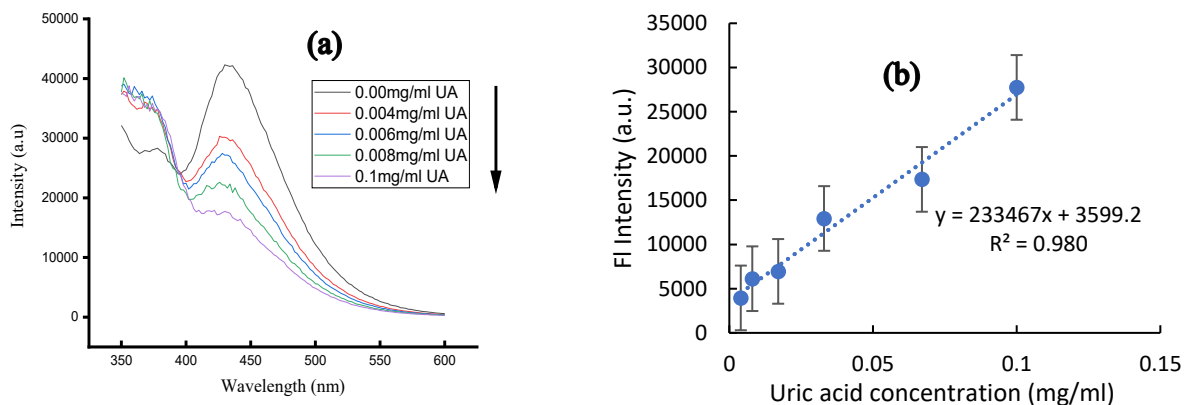 (a)
50000
40000
30000
20000
10000
0
Intensity (a.u)
0.00mg/ml UA
0.004mg/ml UA
0.006mg/ml UA
0.008mg/ml UA
0.1mg/ml UA
350 400 450 500 550 600
Wavelength (nm)
(b)
35000
30000
25000
20000
15000
10000
5000
0
Fl Intensity (a.u.)
y = 233467x + 3599.2
R² = 0.980
0 0.05 0.1 0.15
Uric acid concentration (mg/ml)